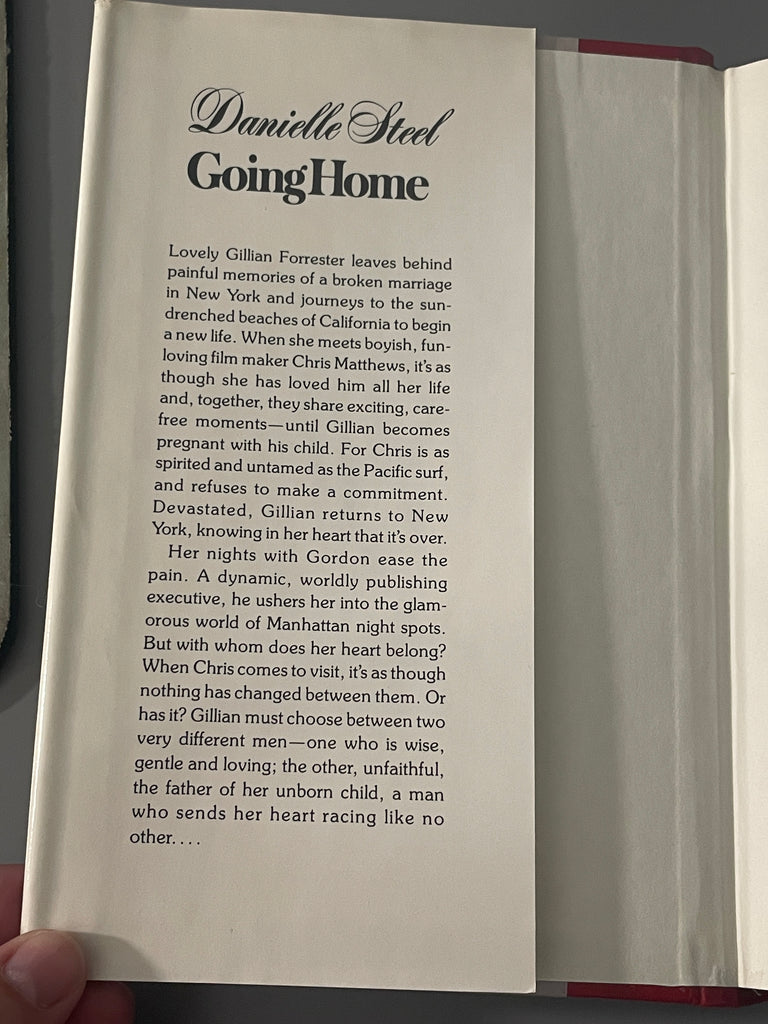 Danielle Steel
Going Home
Lovely Gillian Forrester leaves behind
painful memories of a broken marriage
in New York and journeys to the sun-
drenched beaches of California to begin
a new life. When she meets boyish, fun-
loving film maker Chris Matthews, it's as
though she has loved him all her life
and, together, they share exciting, care-
free moments—until Gillian becomes
pregnant with his child. For Chris is as
spirited and untamed as the Pacific surf,
and refuses to make a commitment.
Devastated, Gillian returns to New
York, knowing in her heart that it's over.
Her nights with Gordon ease the
pain. A dynamic, worldly publishing
executive, he ushers her into the glam-
orous world of Manhattan night spots.
But with whom does her heart belong?
When Chris comes to visit, it's as though
nothing has changed between them. Or
has it? Gillian must choose between two
very different men—one who is wise,
gentle and loving; the other, unfaithful,
the father of her unborn child, a man
who sends her heart racing like no
other....